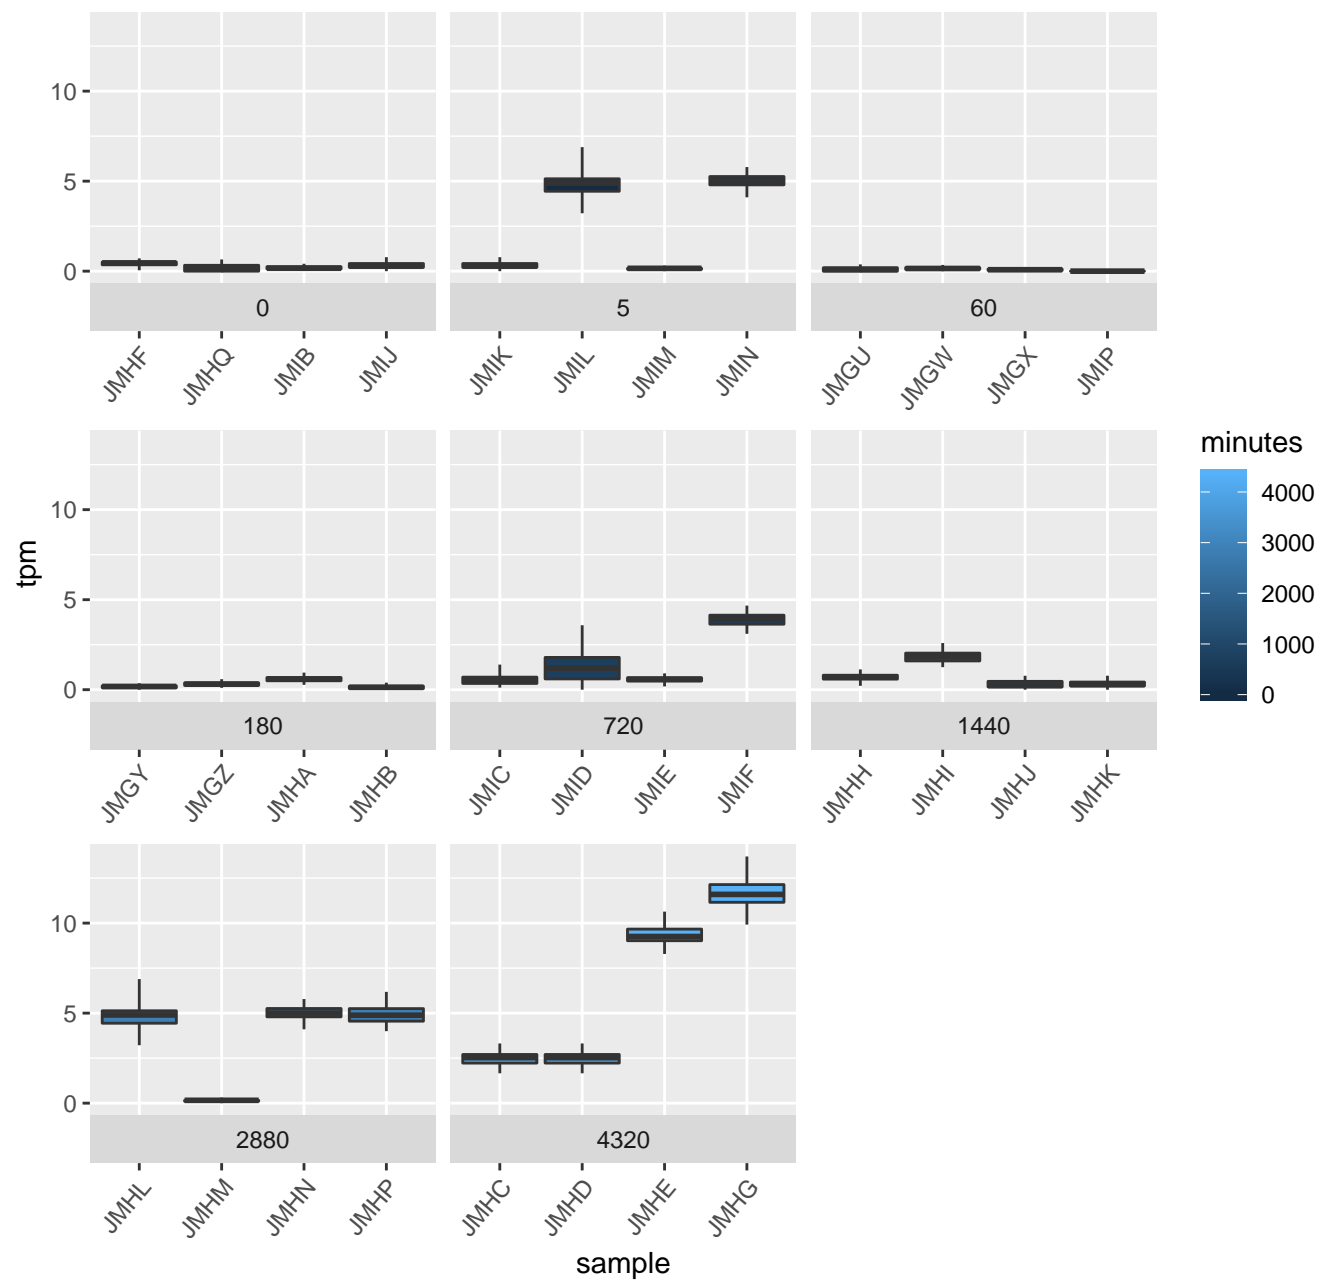 10
5
0
0
5
60
JMHF
JMHQ
JMIB
JMIJ
JMIK
JMIL
JMIM
JMIN
JMGU
JMGW
JMGX
JMIP
tpm
10
5
0
180
720
1440
JMGY
JMGZ
JMHA
JMHB
JMIC
JMID
JMIE
JMIF
JMHH
JMHI
JMHJ
JMHK
10
5
0
2880
4320
JMHL
JMHM
JMHN
JMHP
JMHC
JMHD
JMHE
JMHG
sample
minutes
4000
3000
2000
1000
0